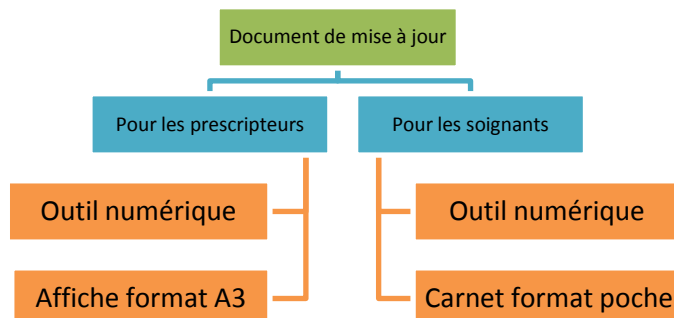 Document de mise à jour
Pour les prescripteurs
Pour les soignants
Outil numérique
Outil numérique
Affiche format A3
Carnet format poche